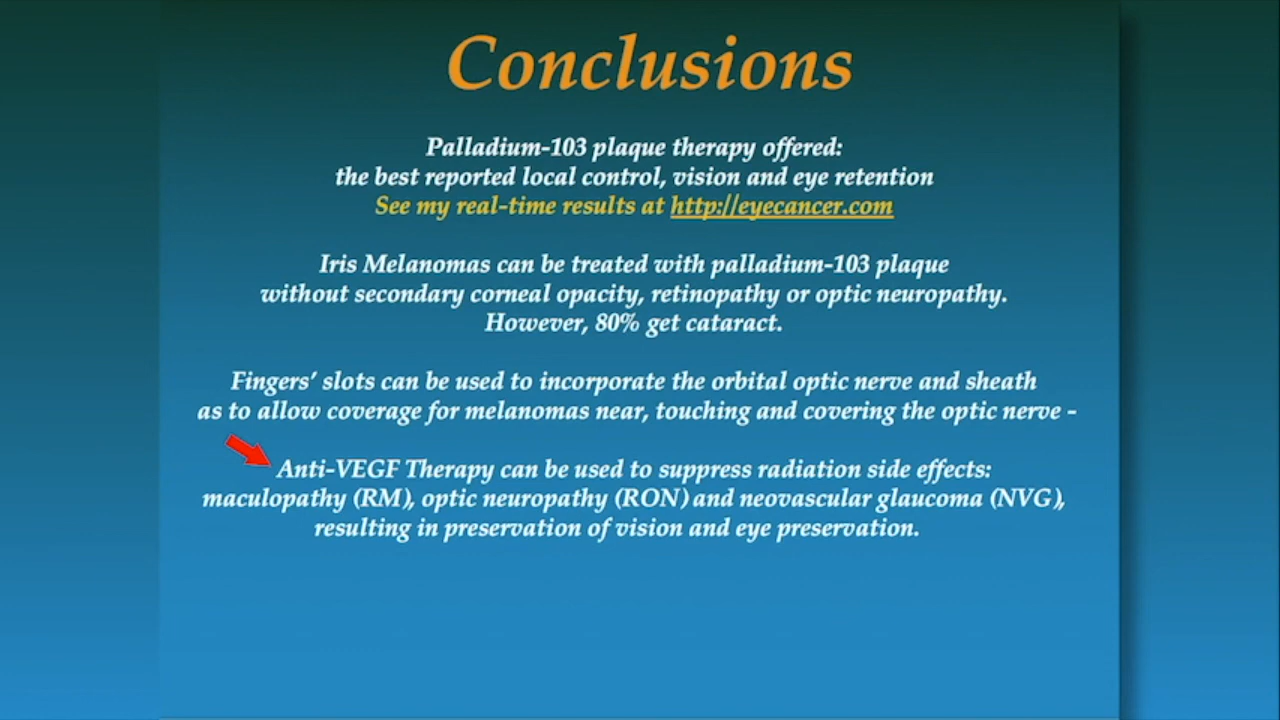 Conclusions
Palladium-103 plaque therapy offered:
the best reported local control, vision and eye retention
See my real-time results at http://eyecancer.com
Iris Melanomas can be treated with palladium-103 plaque
without secondary corneal opacity, retinopathy or optic neuropathy.
However, 80% get cataract.
Fingers’ slots can be used to incorporate the orbital optic nerve and sheath
as to allow coverage for melanomas near, touching and covering the optic nerve -
Anti-VEGF Therapy can be used to suppress radiation side effects:
maculopathy (RM), optic neuropathy (RON) and neovascular glaucoma (NVG),
resulting in preservation of vision and eye preservation.